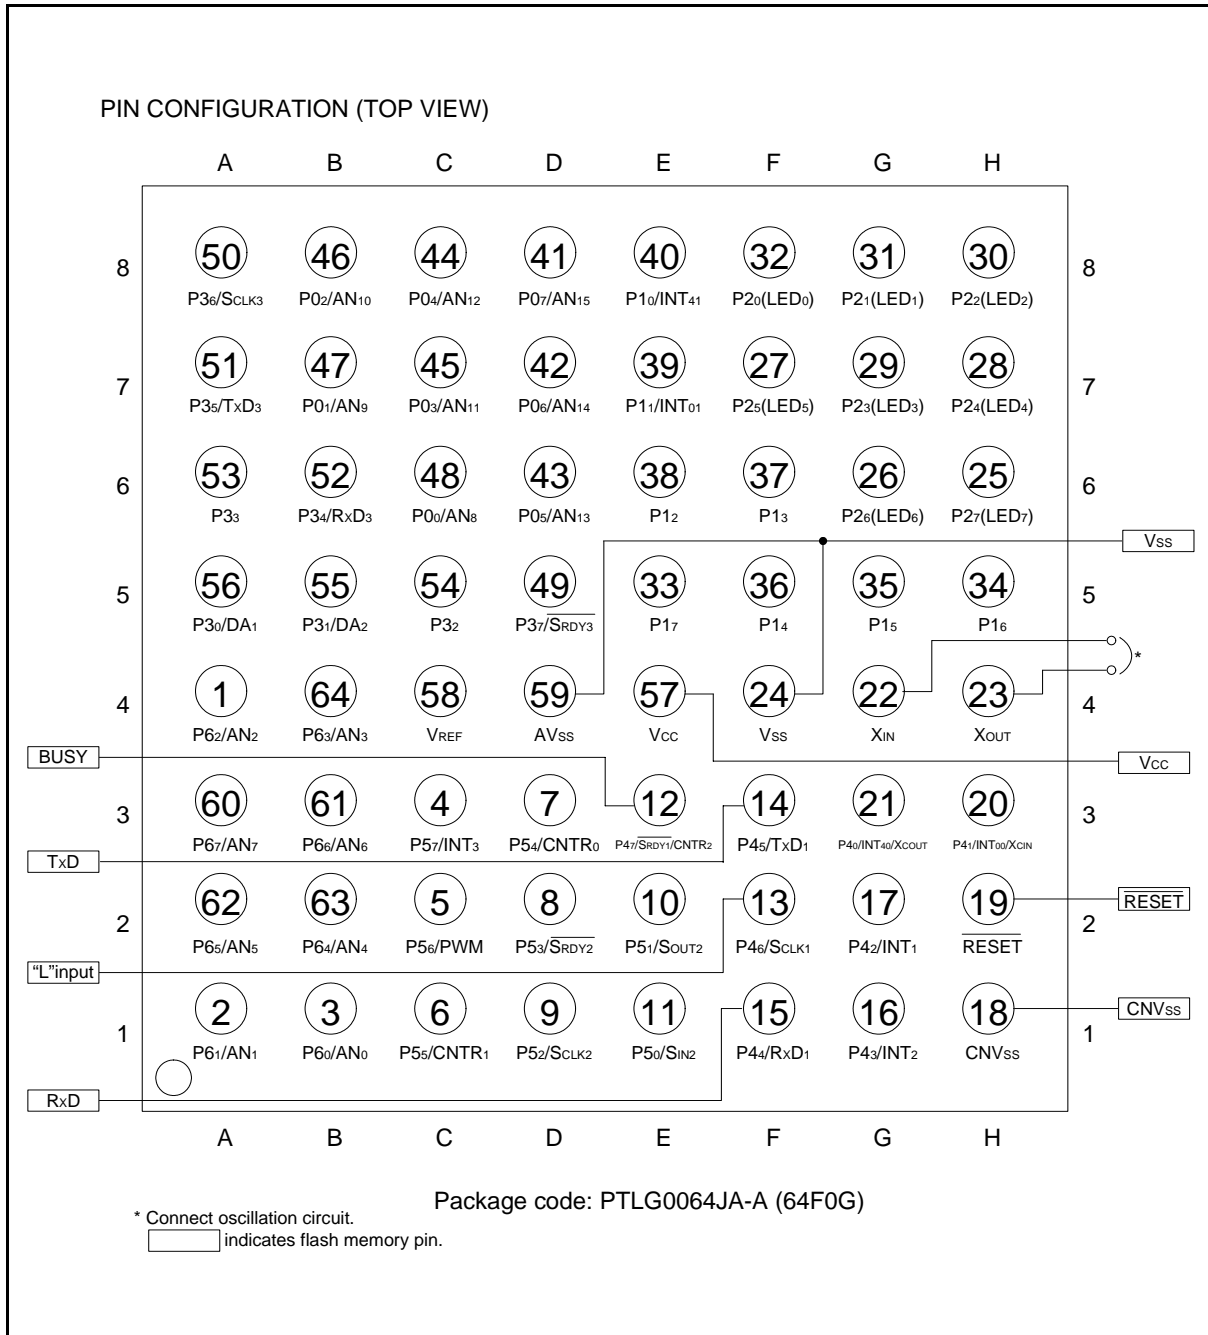 PIN CONFIGURATION (TOP VIEW)
A B C D E F G H
8 50 46 44 41 40 32 31 30 8
P36/SCLK3 P02/AN10 P04/AN12 P07/AN15 P10/INT41 P20(LED0) P21(LED1) P22(LED2)
7 51 47 45 42 39 27 29 28 7
P35/TxD3 P01/AN9 P03/AN11 P06/AN14 P11/INT01 P25(LED5) P23(LED3) P24(LED4)
6 53 52 48 43 38 37 26 25 6
P33 P34/RxD3 P00/AN8 P05/AN13 P12 P13 P26(LED6) P27(LED7)
Vss
5 56 55 54 49 33 36 35 34 5
P30/DA1 P31/DA2 P32 P37/SRDY3 P17 P14 P15 P16
*
4 1 64 58 59 57 24 22 23 4
P62/AN2 P63/AN3 VREF AVSS VCC VSS XIN XOUT
BUSY
Vcc
3 60 61 4 7 12 14 21 20 3
P67/AN7 P66/AN6 P57/INT3 P54/CNTR0 P47/SRDY1/CNTR2 P45/TxD1 P40/INT40/XCOUT P41/INT00/XCIN
TxD
2 62 63 5 8 10 13 17 19 2
RESET
P65/AN5 P64/AN4 P56/PWM P53/SRDY2 P51/SOUT2 P46/SCLK1 P42/INT1 RESET
“L”input
1 2 3 6 9 11 15 16 18 1
CNVss
P61/AN1 P60/AN0 P55/CNTR1 P52/SCLK2 P50/SIN2 P44/RxD1 P43/INT2 CNVSS
RxD
A B C D E F G H
Package code: PTLG0064JA-A (64F0G)
* Connect oscillation circuit.
indicates flash memory pin.